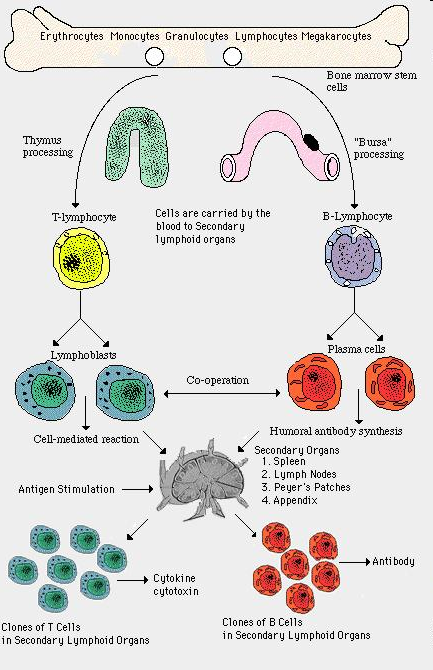 Erythrocytes Monocytes Granulocytes Lymphocytes Megakarocytes
Bone marrow stem
cells
Thymus
processing
"Bursa"
processing
Cells are carried by the
blood to Secondary
lymphoid organs
T-lymphocyte
B-Lymphocyte
Lymphoblasts
Plasma cells
Co-operation
Cell-mediated reaction
Humoral antibody synthesis
Secondary Organs
1. Spleen
2. Lymph Nodes
3. Peyer's Patches
4. Appendix
Antigen Stimulation
Cytokine
cytotoxin
Antibody
Clones of T Cells
in Secondary Lymphoid Organs
Clones of B Cells
in Secondary Lymphoid Organs